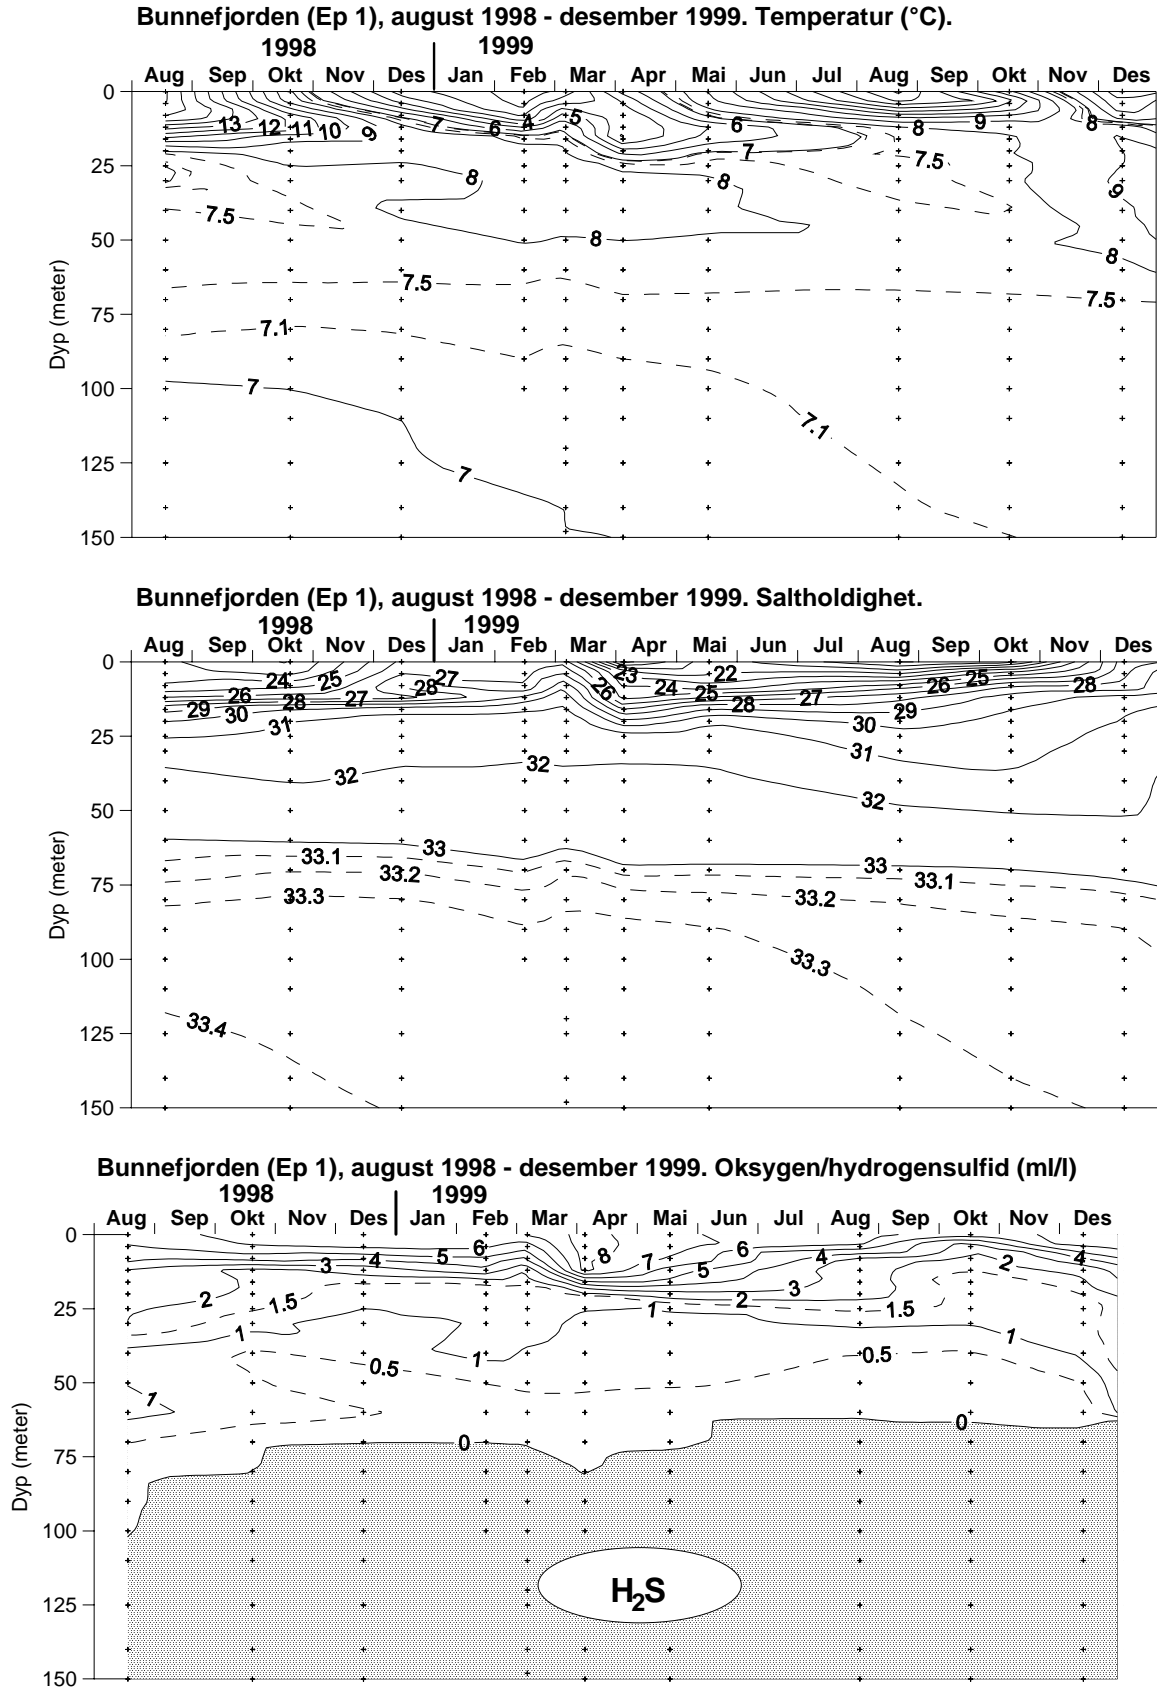 Bunnefjorden (Ep 1), august 1998 - desember 1999. Temperatur (°C).
1998 1999
Aug Sep Okt Nov Des Jan Feb Mar Apr Mai Jun Jul Aug Sep Okt Nov Des
0
13 12 11 10 9 7 6 4 5 6 7 8 7.5 9 8
25
8 8 9
7.5
50
8 8
7.5 7.5
75
7.1
100
7 7.1
125
7
150
Dyp (meter)
Bunnefjorden (Ep 1), august 1998 - desember 1999. Saltholdighet.
1998 1999
Aug Sep Okt Nov Des Jan Feb Mar Apr Mai Jun Jul Aug Sep Okt Nov Des
0
24 25 27 23 22 25
26 28 27 28 26 24 25 27 26 28
29 30 28 29
31 30
25
31
32 32
32
50
33 33
33.1 33.1
33.2
75
33.3 33.2
100
33.3
33.4
125
150
Dyp (meter)
Bunnefjorden (Ep 1), august 1998 - desember 1999. Oksygen/hydrogensulfid (ml/l)
1998 1999
Aug Sep Okt Nov Des Jan Feb Mar Apr Mai Jun Jul Aug Sep Okt Nov Des
0
3 4 5 6 8 7 5 6 4 2 4
2 1.5 3
25
1 2 1.5
1 1 1
0.5 0.5
50
1
0 0
75
100
H2S
125
150
Dyp (meter)